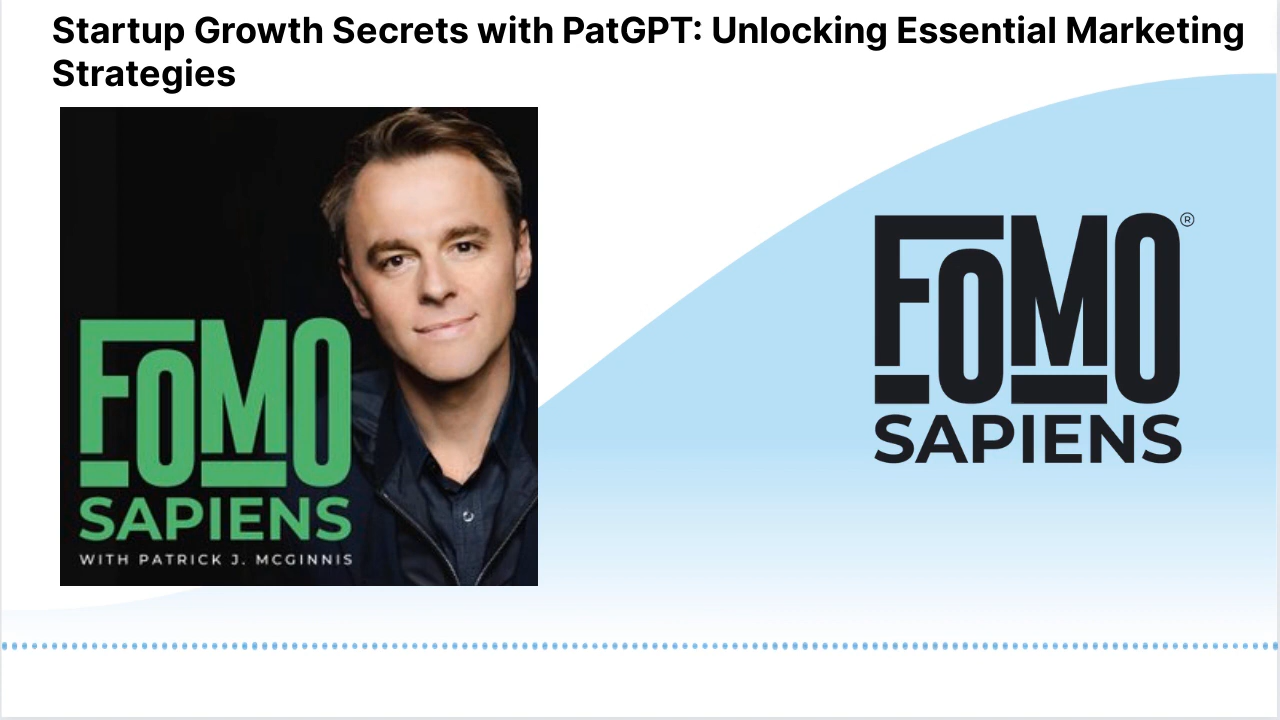 Startup Growth Secrets with PatGPT: Unlocking Essential Marketing
Strategies
FOMO
SAPIENS
WITH PATRICK J. MCGINNIS
FOMO®
SAPIENS